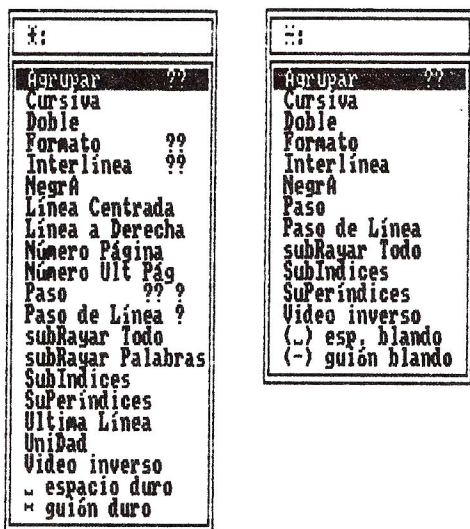 *:
Agrupar ??
Cursiva
Doble
Formato ??
Interlínea ??
NegrA
Línea Centrada
Línea a Derecha
Número Página
Número Ult Pág
Paso ?? ?
Paso de Línea ?
subRayar Todo
subRayar Palabras
SubIndices
SuPeríndices
Ultima Línea
UniDad
Video inverso
␣ espacio duro
¤ guión duro
Agrupar ??
Cursiva
Doble
Formato
Interlínea
NegrA
Paso
Paso de Línea
subRayar Todo
SubIndices
SuPeríndices
Video inverso
(␣) esp. blando
(-) guión blando